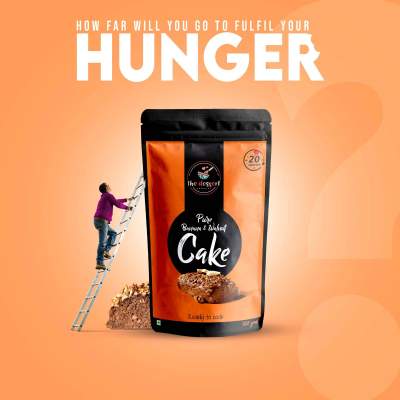 HOW FAR WILL YOU GO TO FULFIL YOUR
HUNGER
20
the dessert
Pure
Banana & Walnut
Cake
Ready to cook